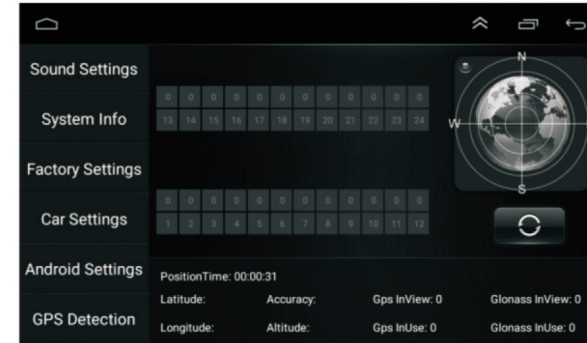 Sound Settings
System Info
Factory Settings
Car Settings
Android Settings
GPS Detection
0 0 0 0 0 0 0 0 0 0 0 0
13 14 15 16 17 18 19 20 21 22 23 24
0 0 0 0 0 0 0 0 0 0 0 0
1 2 3 4 5 6 7 8 9 10 11 12
N
W
S
PositionTime: 00:00:31
Latitude: Accuracy: Gps InView: 0 Glonass InView: 0
Longitude: Altitude: Gps InUse: 0 Glonass InUse: 0